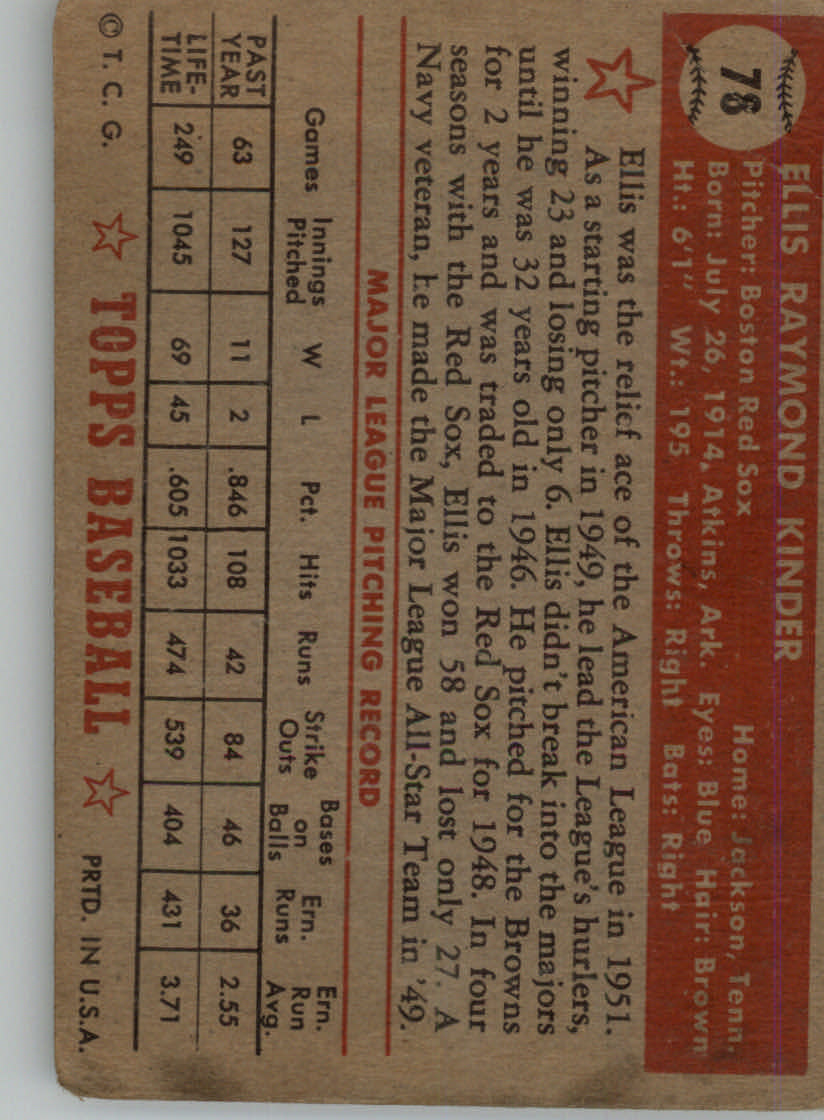 78
ELLIS RAYMOND KINDER
Pitcher: Boston Red Sox Home: Jackson, Tenn.
Born: July 26, 1914, Atkins, Ark. Eyes: Blue Hair: Brown
Ht.: 6'1" Wt.: 195 Throws: Right Bats: Right
Ellis was the relief ace of the American League in 1951.
As a starting pitcher in 1949, he lead the League's hurlers,
winning 23 and losing only 6. Ellis didn't break into the majors
until he was 32 years old in 1946. He pitched for the Browns
for 2 years and was traded to the Red Sox for 1948. In four
seasons with the Red Sox, Ellis won 58 and lost only 27. A
Navy veteran, he made the Major League All-Star Team in '49.
MAJOR LEAGUE PITCHING RECORD
Games Innings Pitched W L Pct. Hits Runs Strike Outs Bases on Balls Ern. Runs Ern. Run Avg.
PAST YEAR 63 127 11 2 .846 108 42 84 46 36 2.55
LIFE-TIME 249 1045 69 45 .605 1033 474 539 404 431 3.71
© T. C. G. TOPPS BASEBALL PRTD. IN U.S.A.